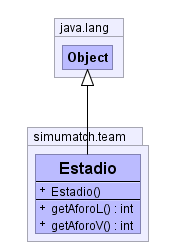 java.lang
Object
simumatch.team
Estadio
+ Estadio()
+ getAforoL() : int
+ getAforoV() : int